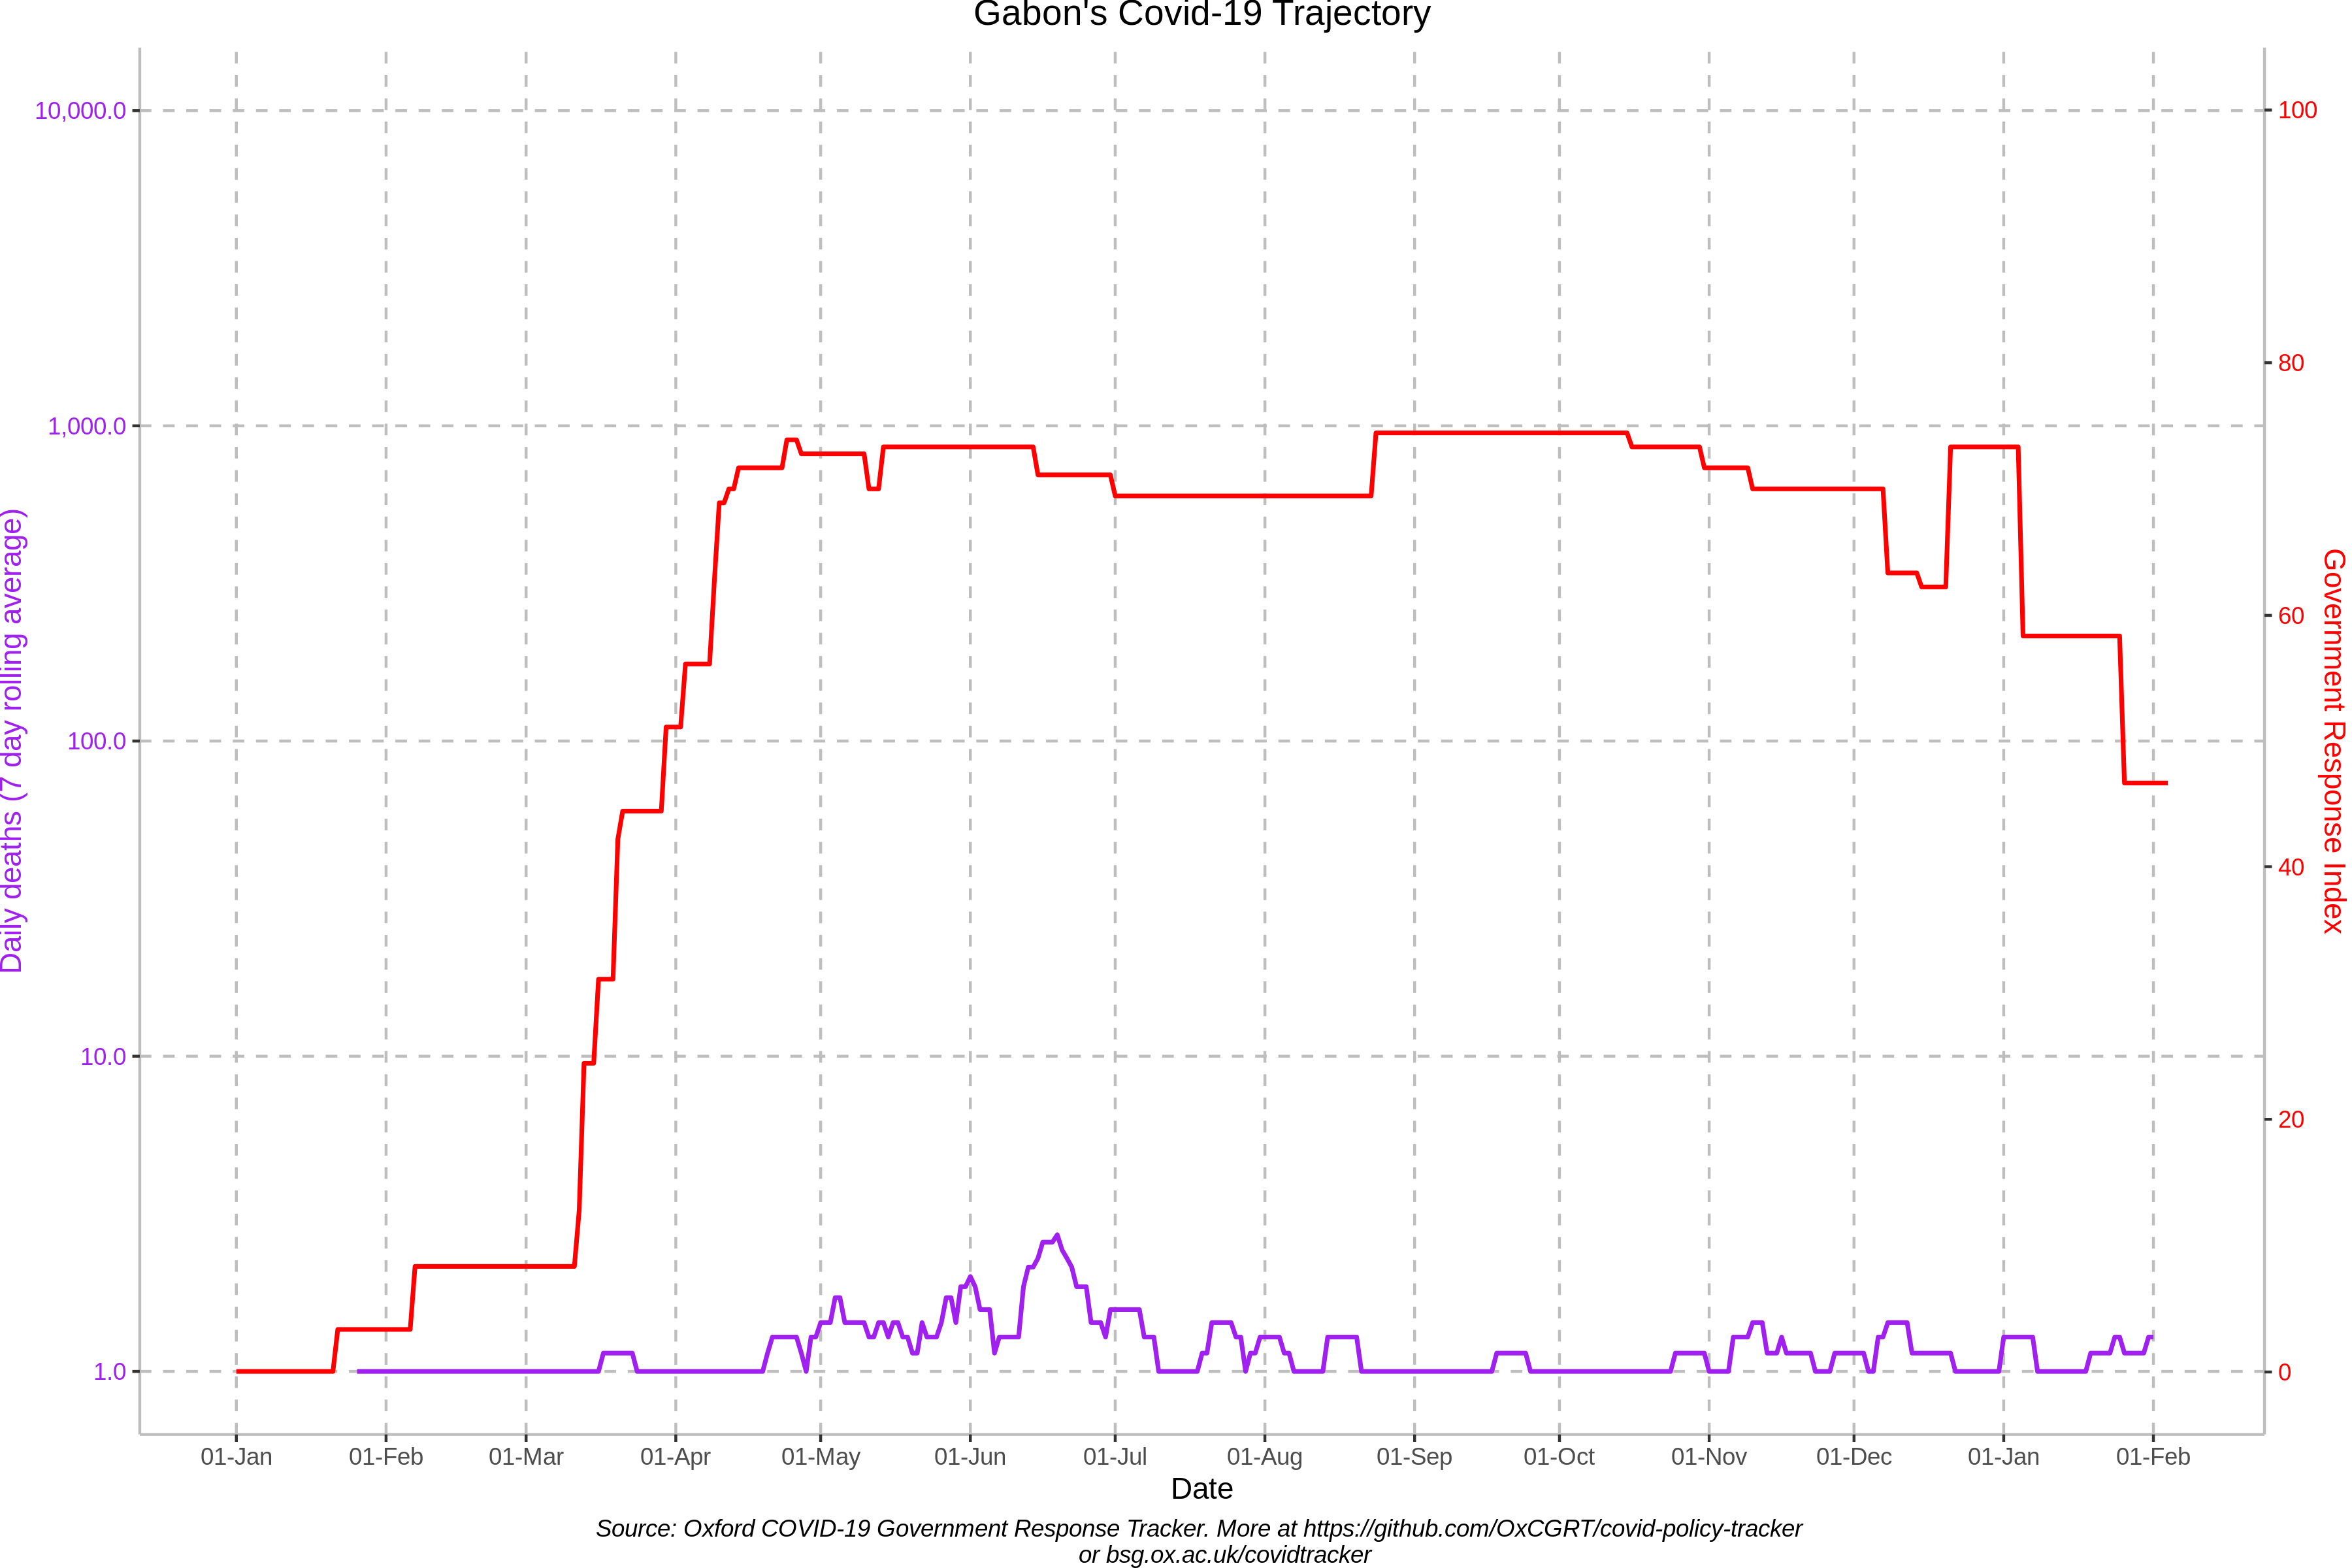 Gabon's Covid-19 Trajectory
10,000.0
1,000.0
100.0
10.0
1.0
Daily deaths (7 day rolling average)
100
80
60
40
20
0
Government Response Index
01-Jan 01-Feb 01-Mar 01-Apr 01-May 01-Jun 01-Jul 01-Aug 01-Sep 01-Oct 01-Nov 01-Dec 01-Jan 01-Feb
Date
Source: Oxford COVID-19 Government Response Tracker. More at https://github.com/OxCGRT/covid-policy-tracker
or bsg.ox.ac.uk/covidtracker